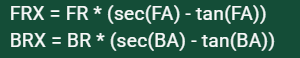 FRX = FR * (sec(FA) - tan(FA))
BRX = BR * (sec(BA) - tan(BA))